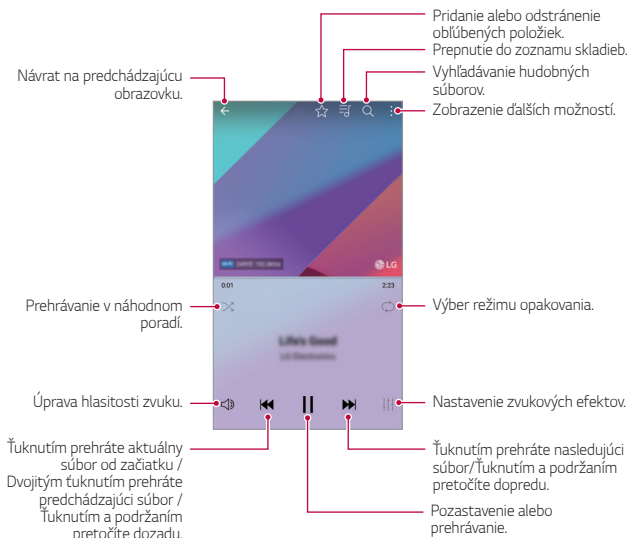 Pridanie alebo odstránenie
obľúbených položiek.
Prepnutie do zoznamu skladieb.
Vyhľadávanie hudobných
súborov.
Zobrazenie ďalších možností.
Návrat na predchádzajúcu
obrazovku.
LG
0:01
2:23
Prehrávanie v náhodnom
poradí.
Výber režimu opakovania.
Life's Good
LG Electronics
Úprava hlasitosti zvuku.
Nastavenie zvukových efektov.
Ťuknutím prehráte aktuálny
súbor od začiatku /
Dvojitým ťuknutím prehráte
predchádzajúci súbor /
Ťuknutím a podržaním
pretočíte dozadu.
Ťuknutím prehráte nasledujúci
súbor/Ťuknutím a podržaním
pretočíte dopredu.
Pozastavenie alebo
prehrávanie.